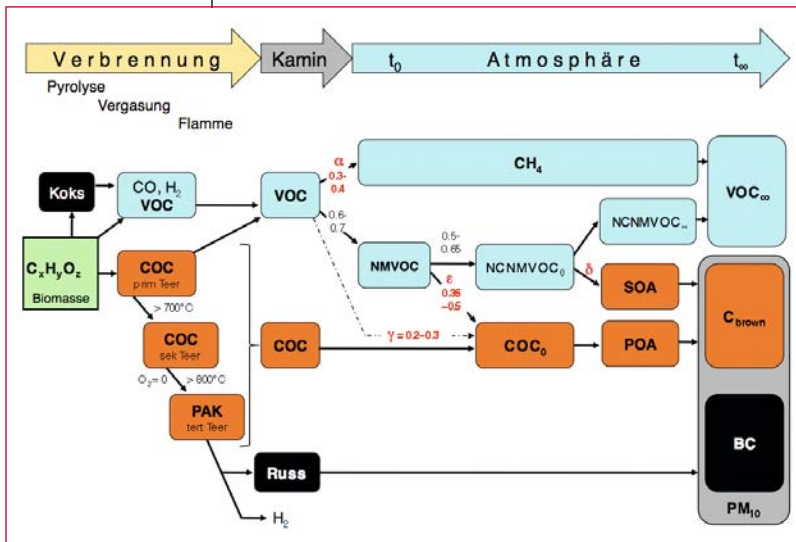 Verbrennung
Kamin
t₀ Atmosphäre t∞
Pyrolyse
Vergasung
Flamme
Koks
CO, H₂
VOC
VOC
α
0.3-
0.4
CH₄
VOC∞
0.6-
0.7
NMVOC
0.5-
0.65
NCNMVOC₀
NCNMVOC∞
CₓHᵧO_z
Biomasse
COC
prim Teer
ε
0.35
–0.5
δ
SOA
C_brown
> 700°C
COC
sek Teer
COC
γ = 0.2–0.3
COC₀
POA
O₂= 0
> 800°C
PAK
tert Teer
BC
Russ
PM₁₀
H₂